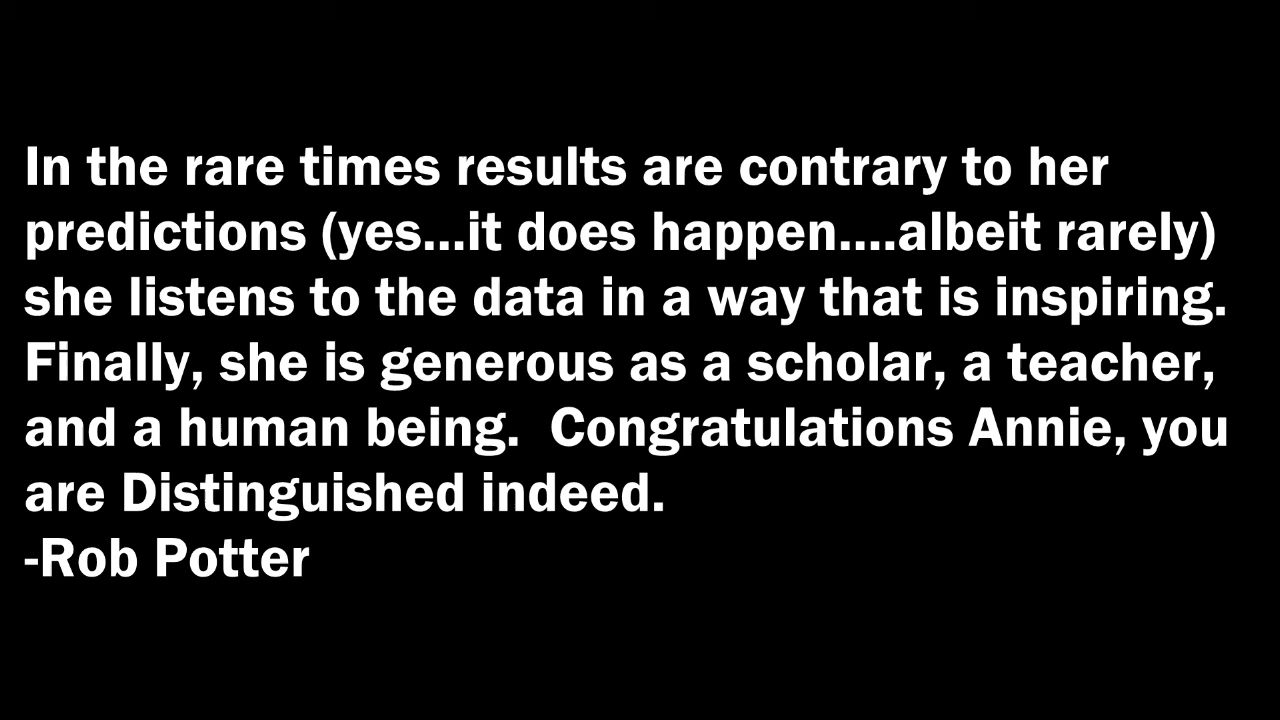 In the rare times results are contrary to her
predictions (yes...it does happen....albeit rarely)
she listens to the data in a way that is inspiring.
Finally, she is generous as a scholar, a teacher,
and a human being.  Congratulations Annie, you
are Distinguished indeed.
-Rob Potter